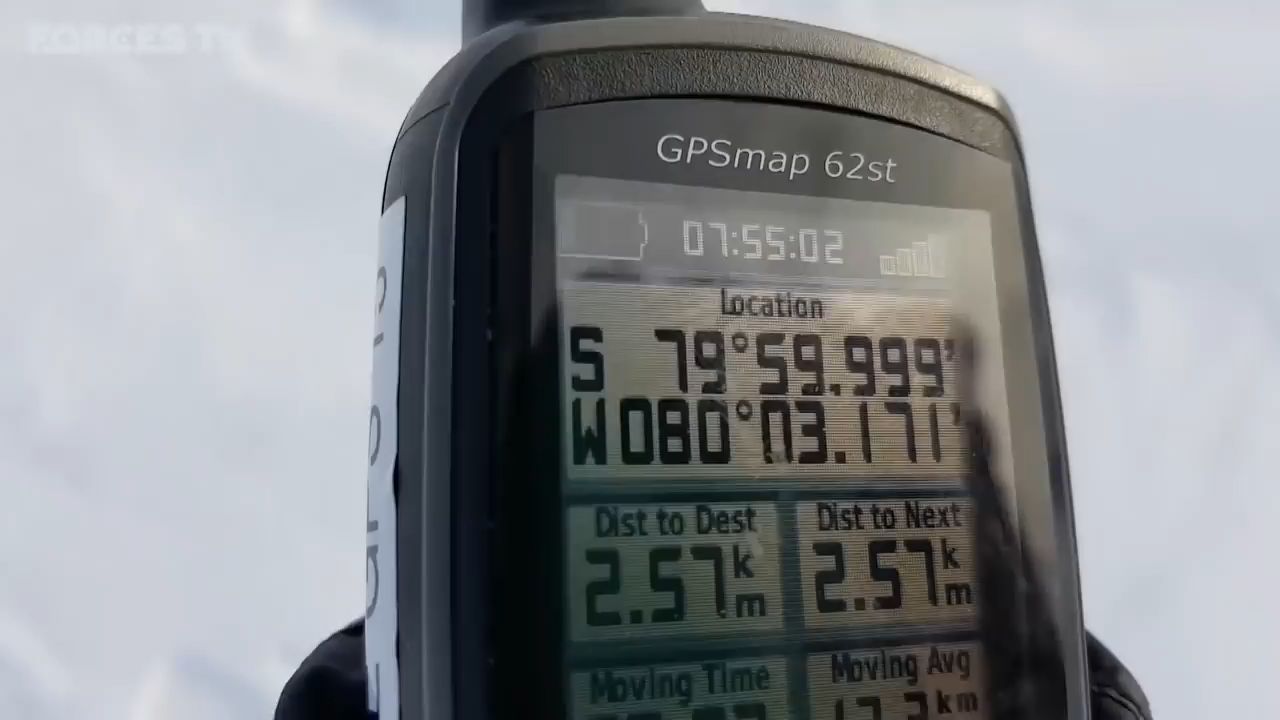 FORCES TV
GPSmap 62st
07:55:02
Location
S 79°59.999'
W080°03.171'
Dist to Dest
Dist to Next
2.57km
2.57km
Moving Time
Moving Avg
km